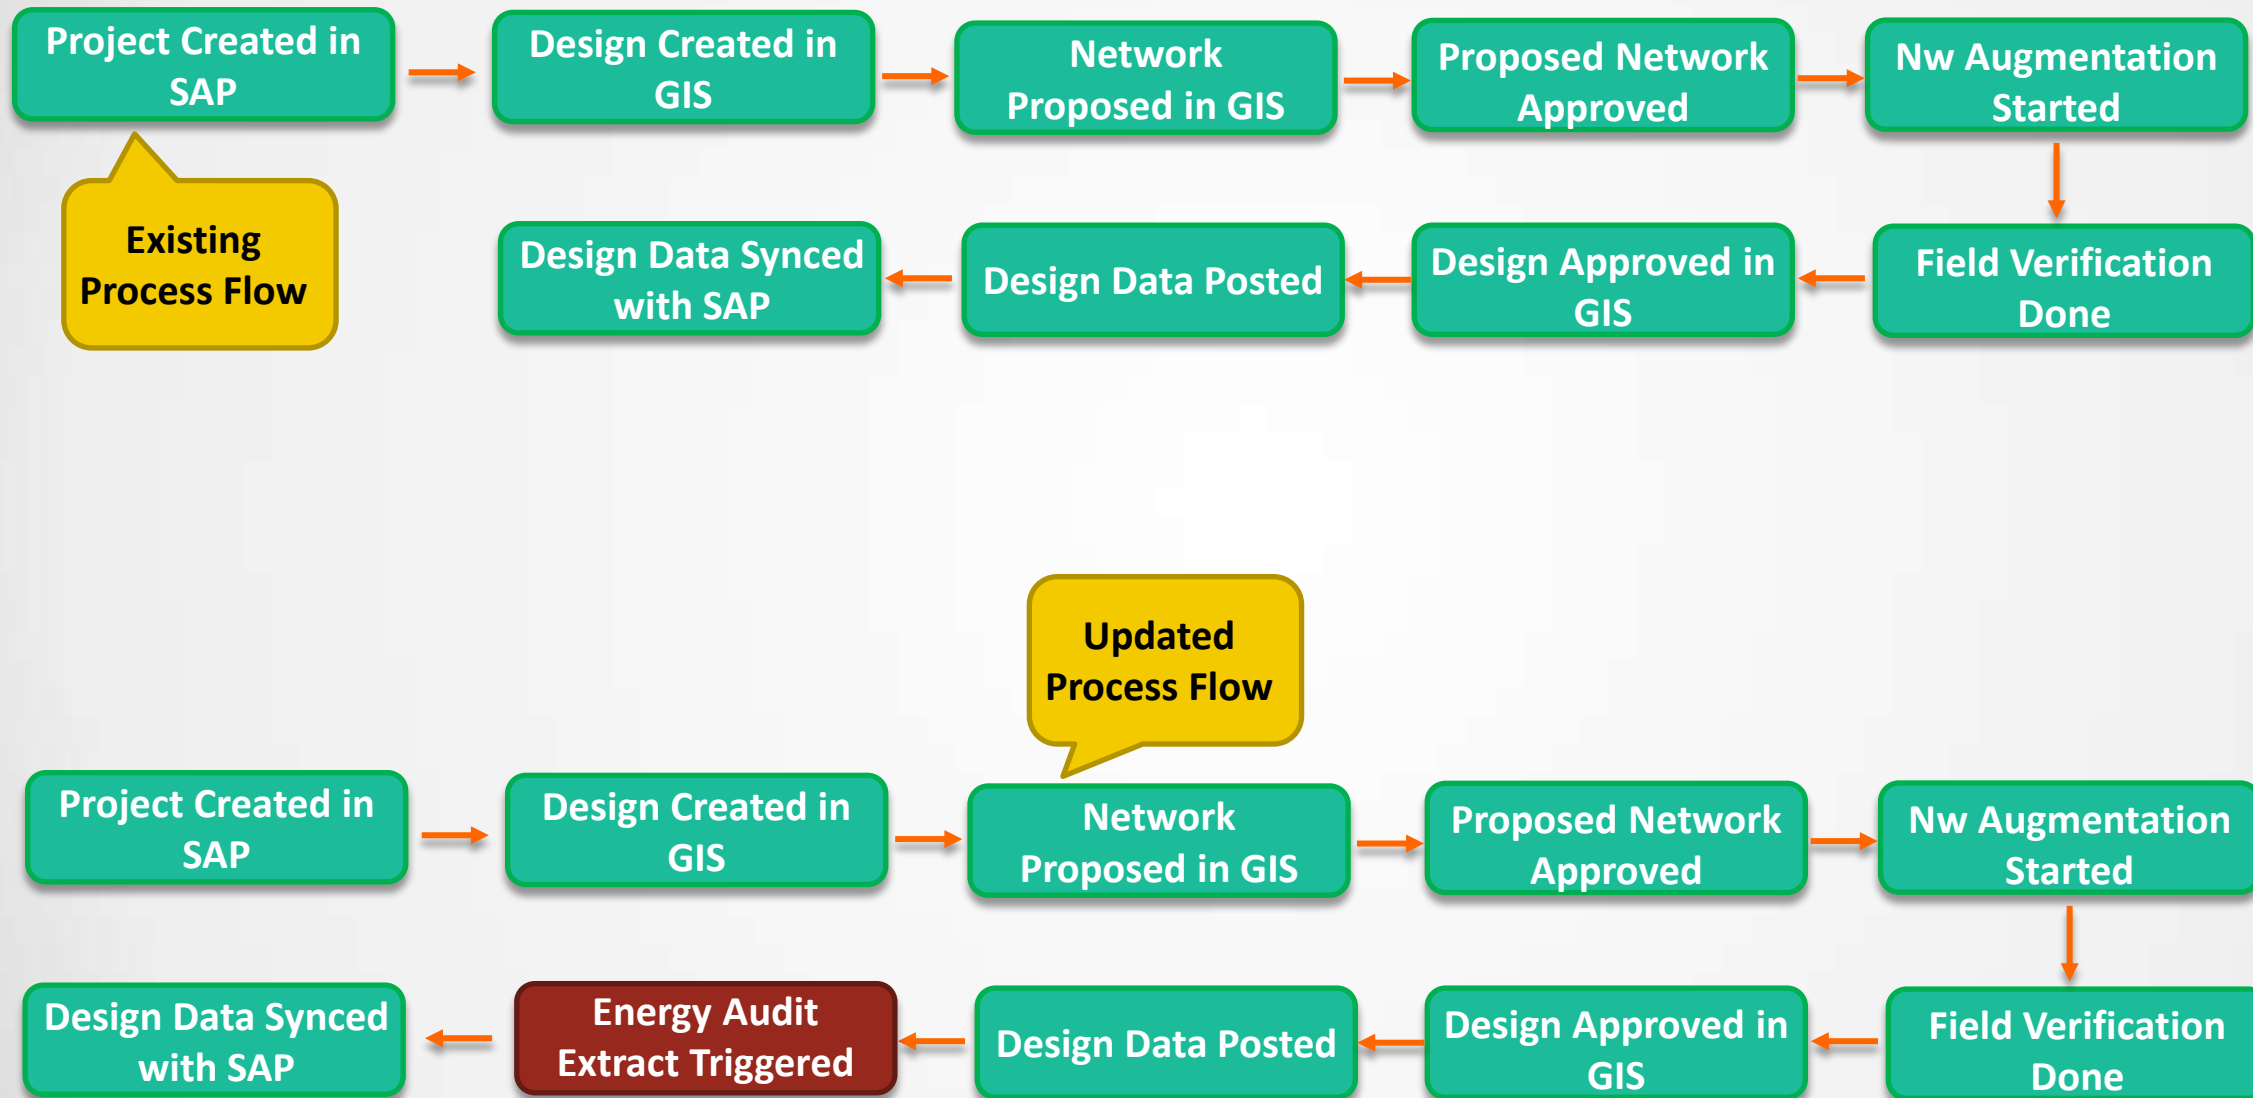 Project Created in
SAP
Design Created in
GIS
Network
Proposed in GIS
Proposed Network
Approved
Nw Augmentation
Started
Existing
Process Flow
Design Data Synced
with SAP
Design Data Posted
Design Approved in
GIS
Field Verification
Done
Updated
Process Flow
Project Created in
SAP
Design Created in
GIS
Network
Proposed in GIS
Proposed Network
Approved
Nw Augmentation
Started
Design Data Synced
with SAP
Energy Audit
Extract Triggered
Design Data Posted
Design Approved in
GIS
Field Verification
Done